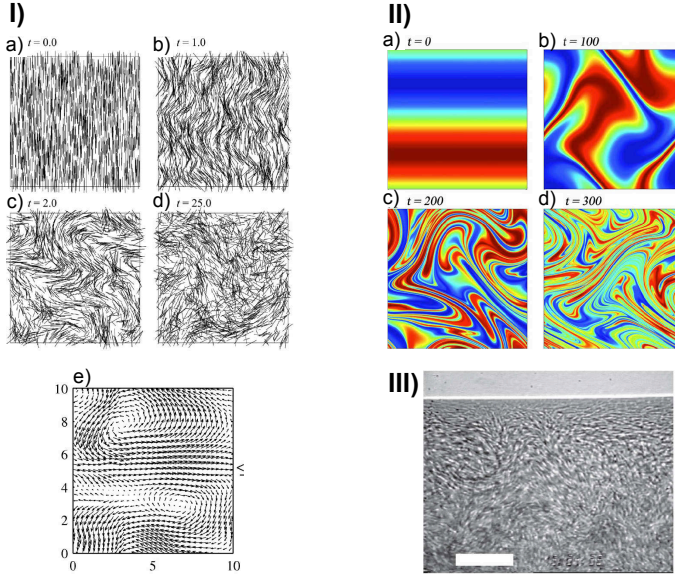 I)
a) t = 0.0
b) t = 1.0
c) t = 2.0
d) t = 25.0
e)
10
8
6
4
2
0
0
5
10
II)
a) t = 0
b) t = 100
c) t = 200
d) t = 300
III)